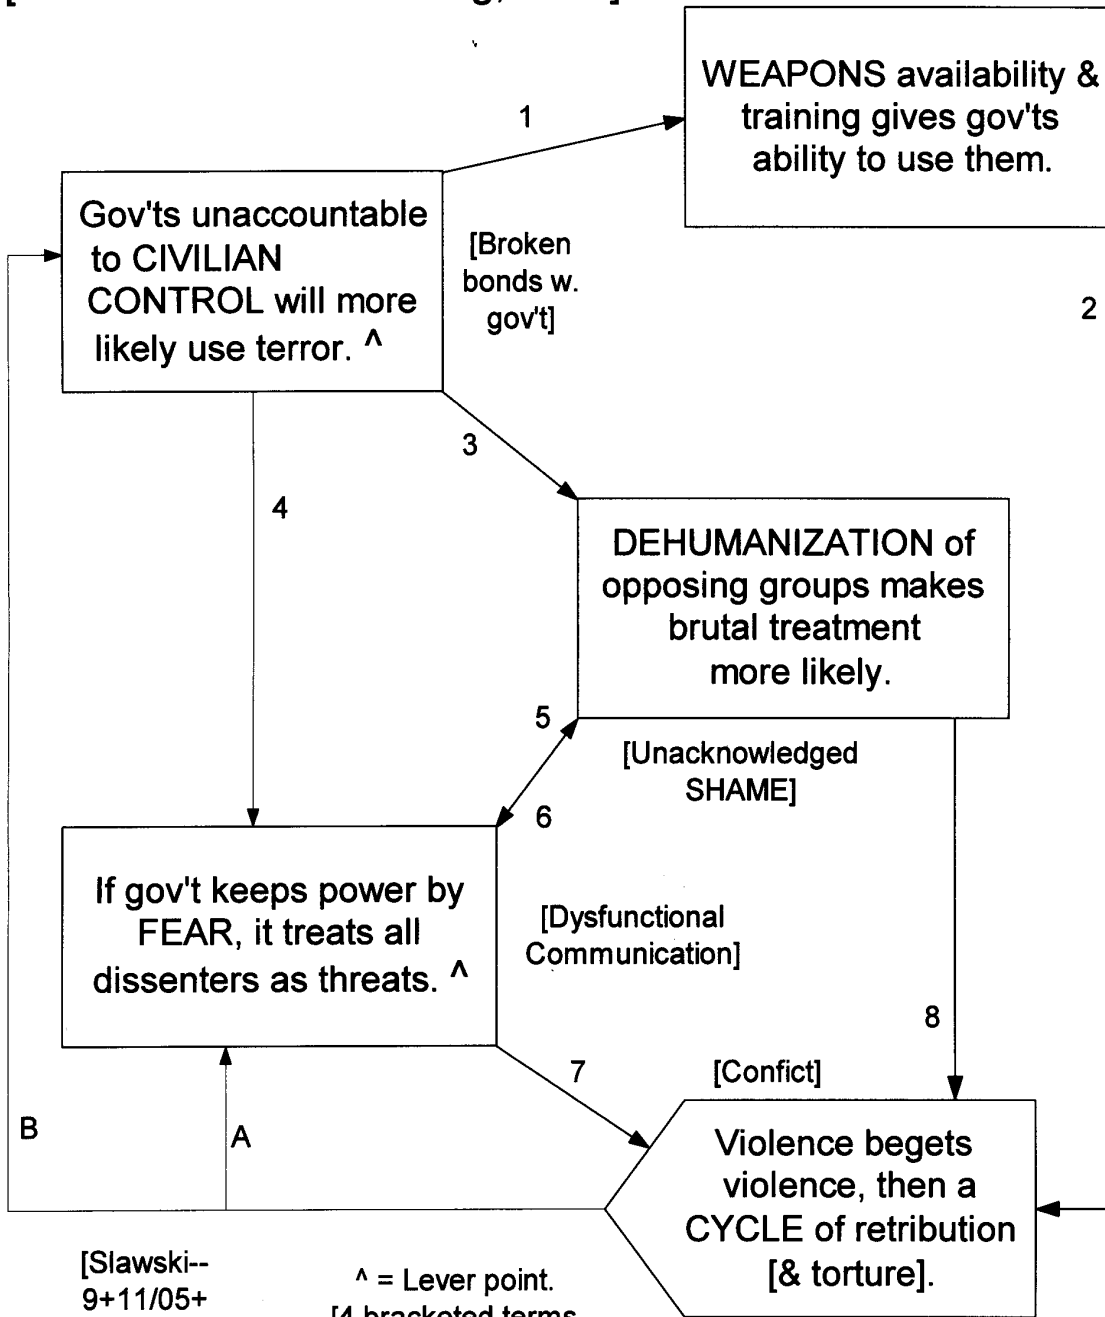 WEAPONS availability &
training gives gov'ts
ability to use them.
1
Gov'ts unaccountable
to CIVILIAN
CONTROL will more
likely use terror. ^
[Broken
bonds w.
gov't]
2
3
4
DEHUMANIZATION of
opposing groups makes
brutal treatment
more likely.
5
[Unacknowledged
SHAME]
6
If gov't keeps power by
FEAR, it treats all
dissenters as threats. ^
[Dysfunctional
Communication]
8
7
[Confict]
B
A
Violence begets
violence, then a
CYCLE of retribution
[& torture].
[Slawski--
9+11/05+
^ = Lever point.
[4 bracketed terms